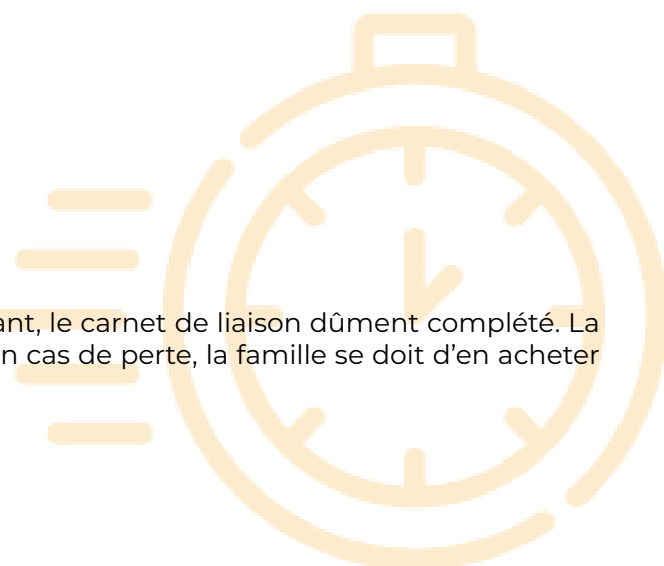 ant, le carnet de liaison dûment complété. La
n cas de perte, la famille se doit d’en acheter